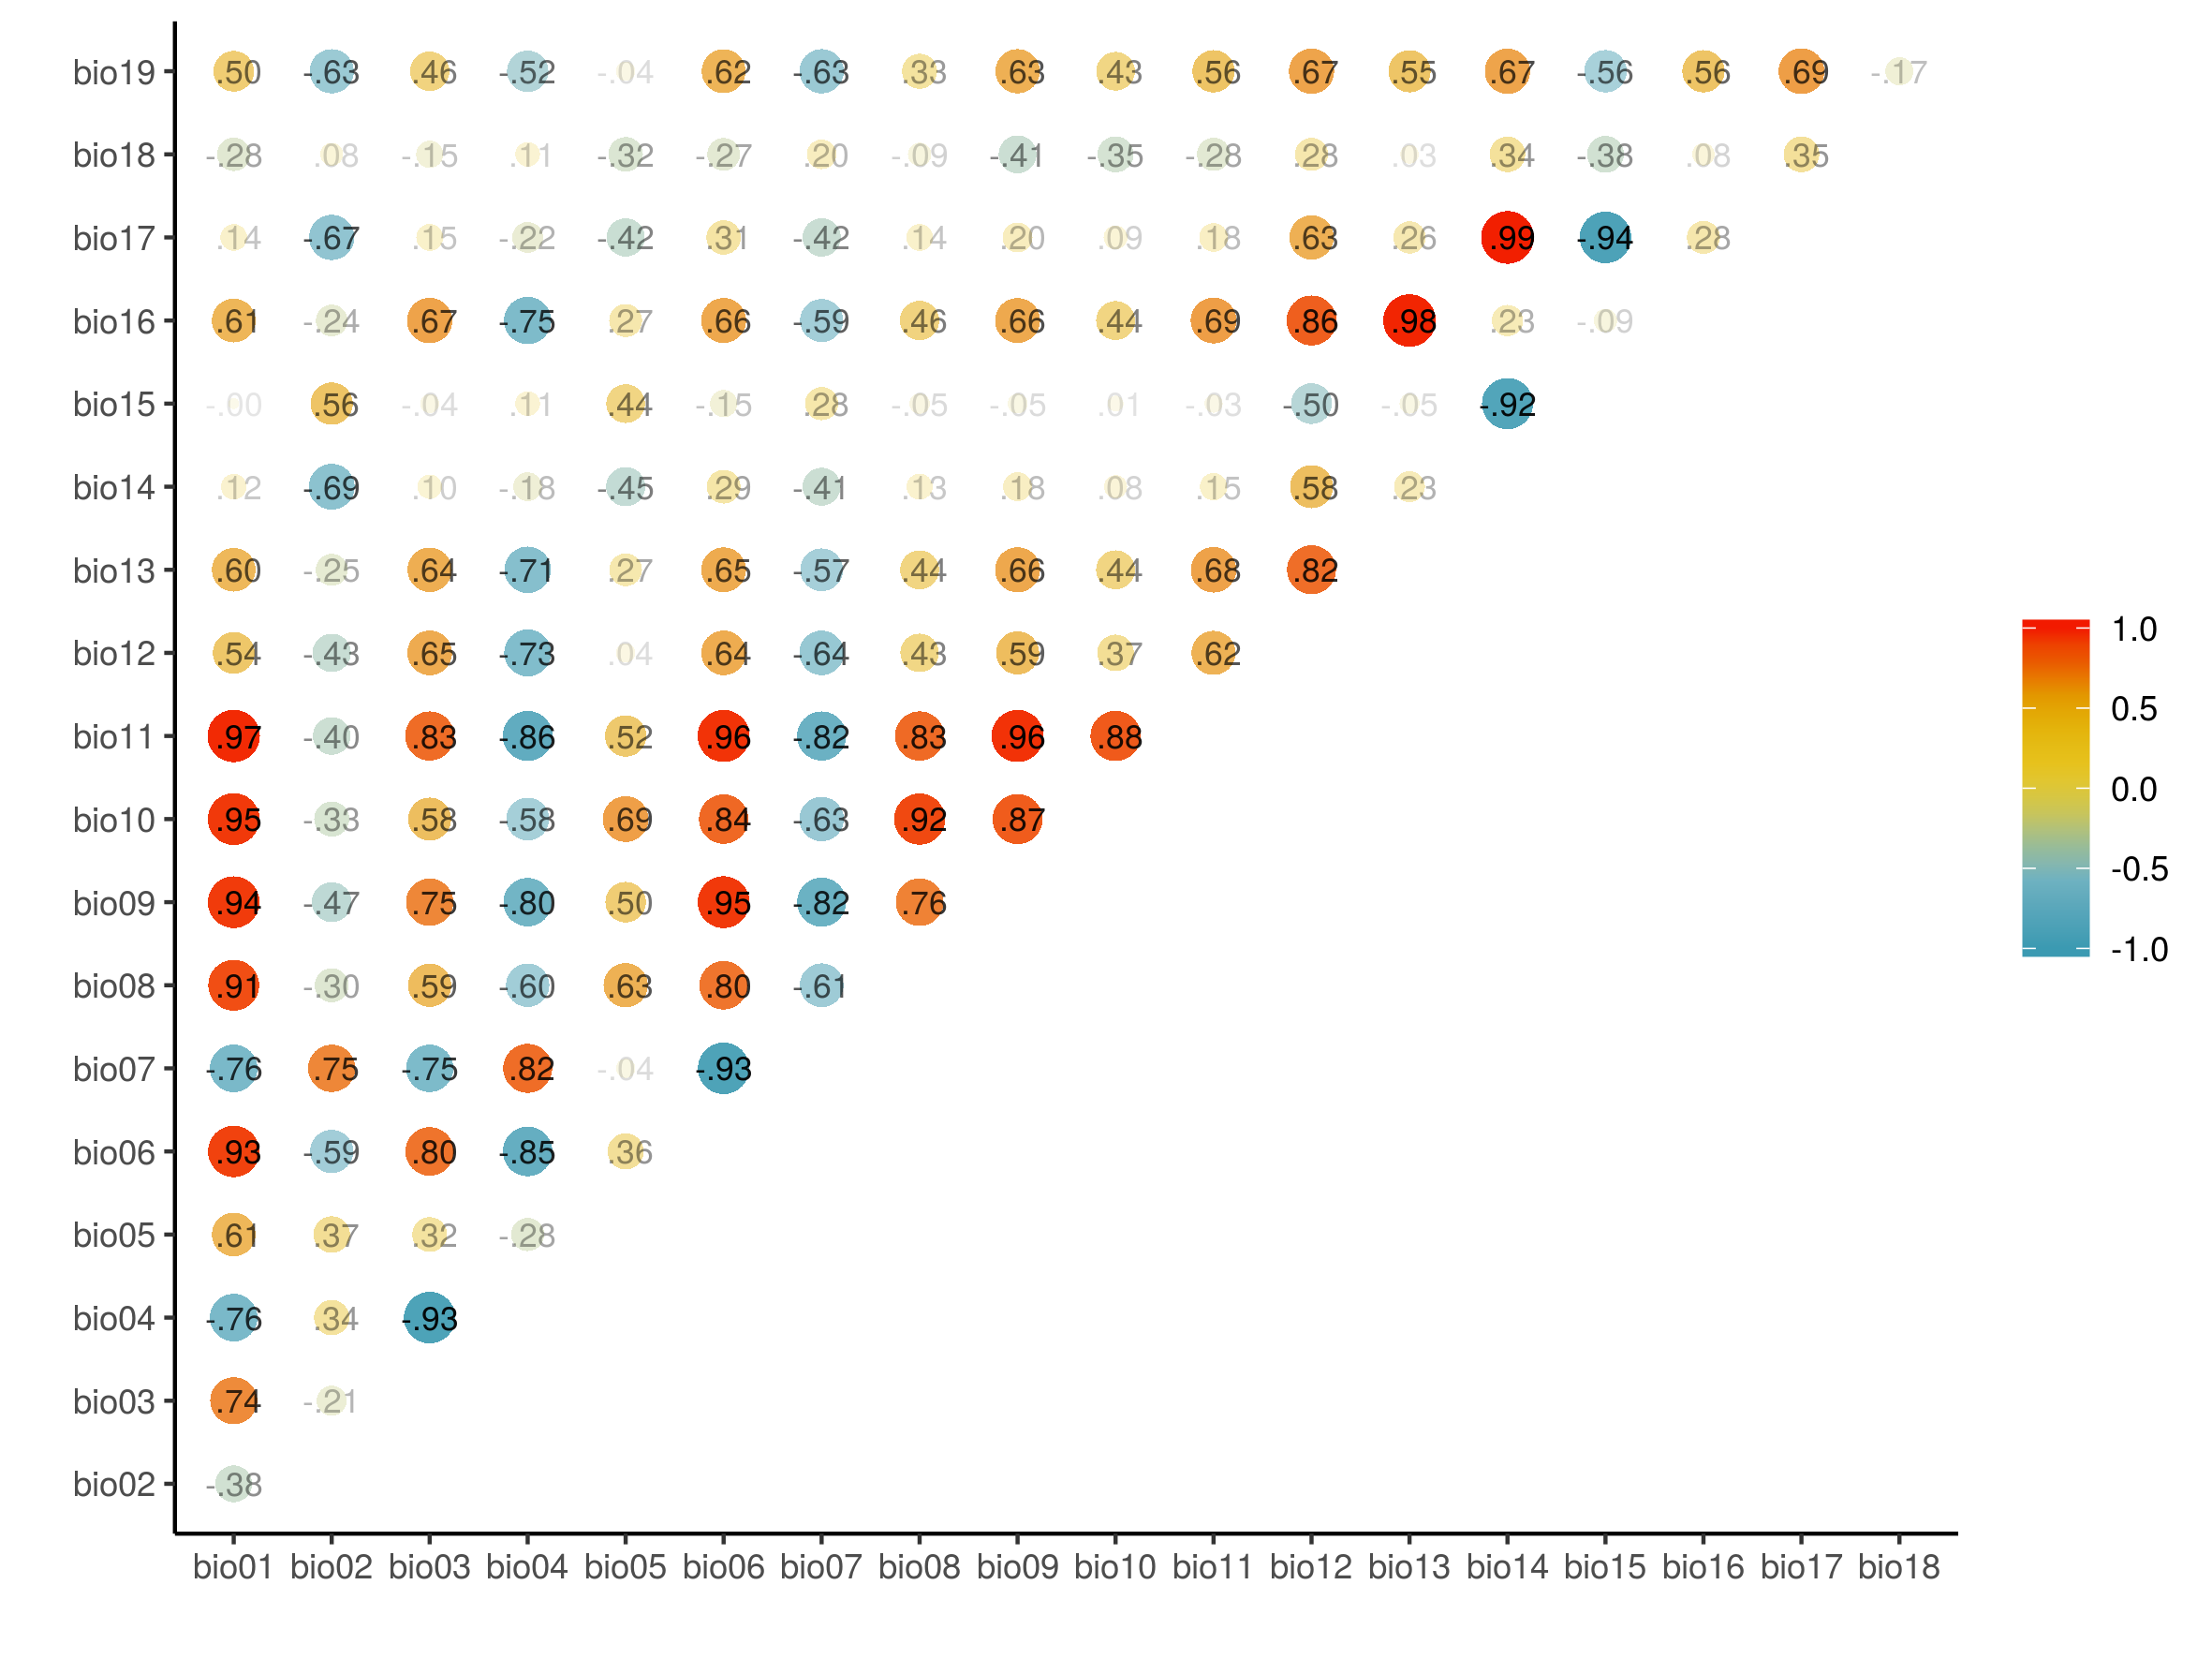 bio19 .50 -.63 .46 -.52 -.04 .62 -.63 .33 .63 .43 .56 .67 .55 .67 -.56 .56 .69 -.17
bio18 -.28 .08 -.15 .11 -.32 -.27 .20 -.09 -.41 -.35 -.28 .28 .03 .34 -.38 .08 .35
bio17 .14 -.67 .15 -.22 -.42 .31 -.42 .14 .20 .09 .18 .63 .26 .99 -.94 .28
bio16 .61 -.24 .67 -.75 .27 .66 -.59 .46 .66 .44 .69 .86 .98 .23 -.09
bio15 -.00 .56 -.04 .11 .44 -.15 .28 -.05 -.05 .01 -.03 -.50 -.05 -.92
bio14 .12 -.69 .10 -.18 -.45 .29 -.41 .13 .18 .08 .15 .58 .23
bio13 .60 -.25 .64 -.71 .27 .65 -.57 .44 .66 .44 .68 .82
bio12 .54 -.43 .65 -.73 .04 .64 -.64 .43 .59 .37 .62
bio11 .97 -.40 .83 -.86 .52 .96 -.82 .83 .96 .88
bio10 .95 -.33 .58 -.58 .69 .84 -.63 .92 .87
bio09 .94 -.47 .75 -.80 .50 .95 -.82 .76
bio08 .91 -.30 .59 -.60 .63 .80 -.61
bio07 -.76 .75 -.75 .82 -.04 -.93
bio06 .93 -.59 .80 -.85 .36
bio05 .61 .37 .32 -.28
bio04 -.76 .34 -.93
bio03 .74 -.21
bio02 -.38
bio01 bio02 bio03 bio04 bio05 bio06 bio07 bio08 bio09 bio10 bio11 bio12 bio13 bio14 bio15 bio16 bio17 bio18
1.0
0.5
0.0
-0.5
-1.0